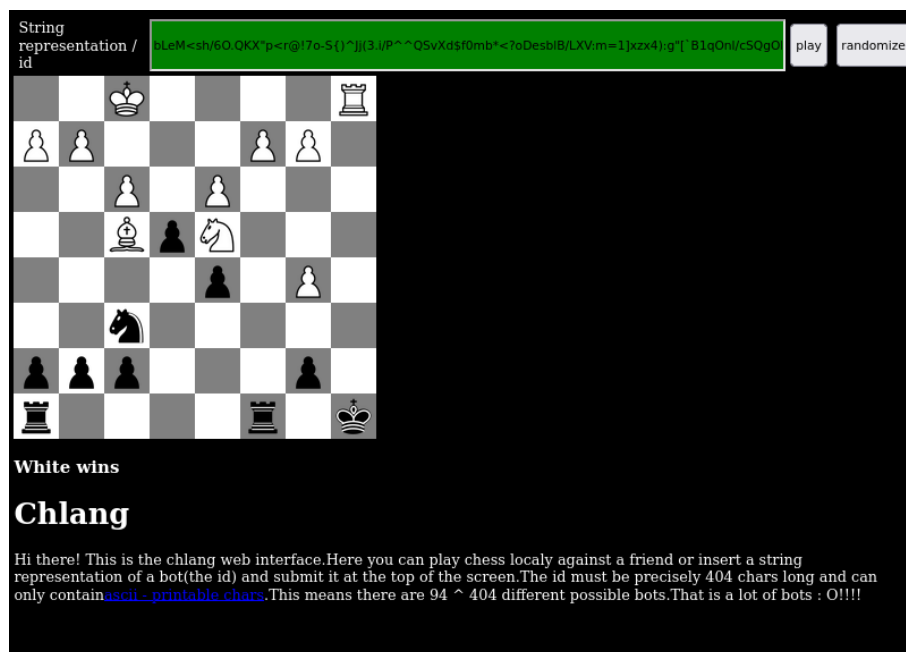 String
representation /
id
bLeM<sh/6O.QKX"p<r@!7o-S{)^Jj(3.i/P^^QSvXd$f0mb*<?oDesblB/LXV:m=1]xzx4):g"[`B1qOnI/cSQgO
play
randomize
White wins
Chlang
Hi there! This is the chlang web interface.Here you can play chess localy against a friend or insert a string
representation of a bot(the id) and submit it at the top of the screen.The id must be precisely 404 chars long and can
only containascii - printable chars.This means there are 94 ^ 404 different possible bots.That is a lot of bots : O!!!!